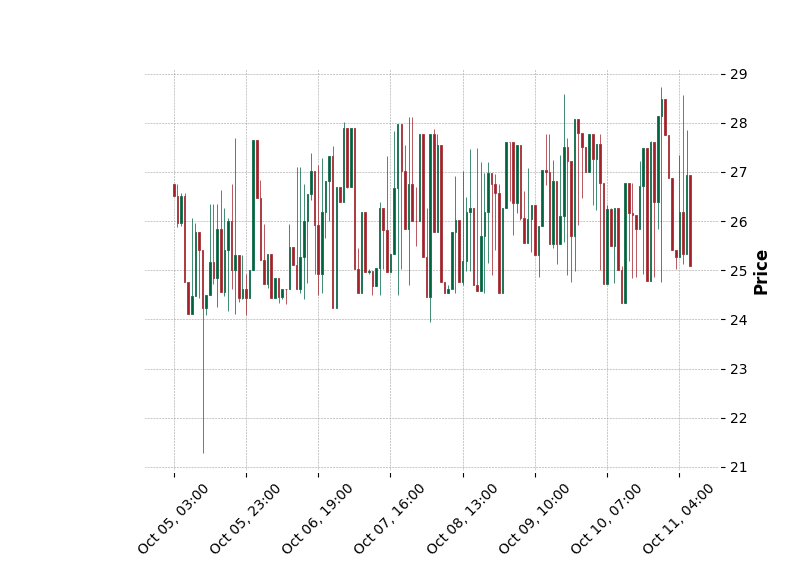 29
28
27
26
25
24
23
22
21
Price
Oct 05, 03:00
Oct 05, 23:00
Oct 06, 19:00
Oct 07, 16:00
Oct 08, 13:00
Oct 09, 10:00
Oct 10, 07:00
Oct 11, 04:00